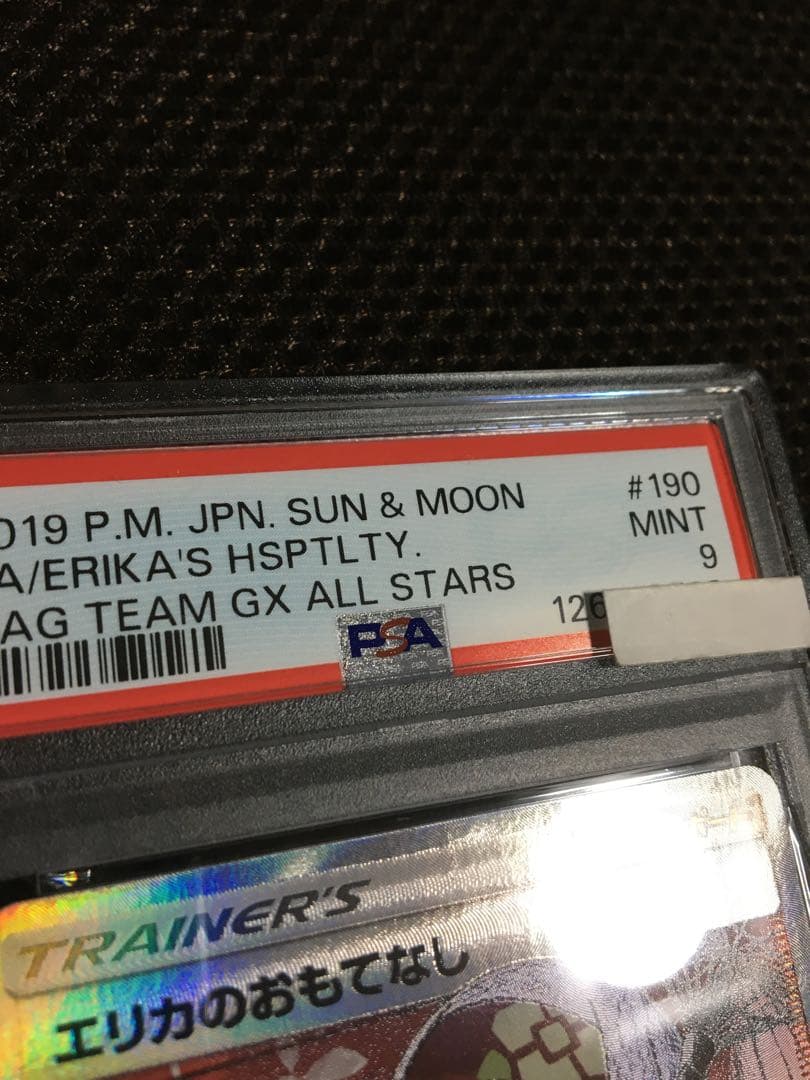 019 P.M. JPN. SUN & MOON #190
A/ERIKA'S HSPTLTY. MINT
AG TEAM GX ALL STARS 9
126
PSA
TRAINER'S
エリカのおもてなし